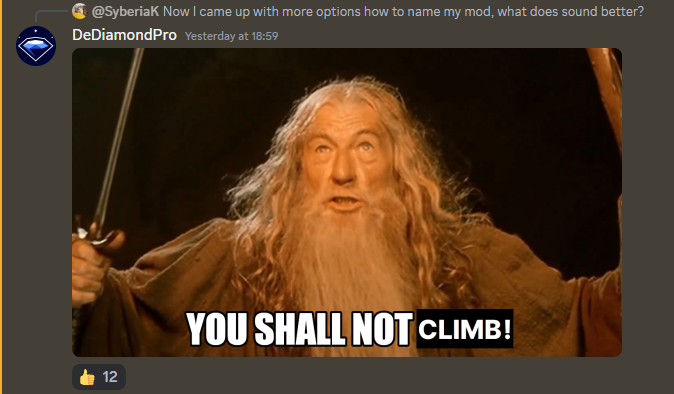 @SyberiaK Now I came up with more options how to name my mod, what does sound better?
DeDiamondPro Yesterday at 18:59
YOU SHALL NOT CLIMB!
12